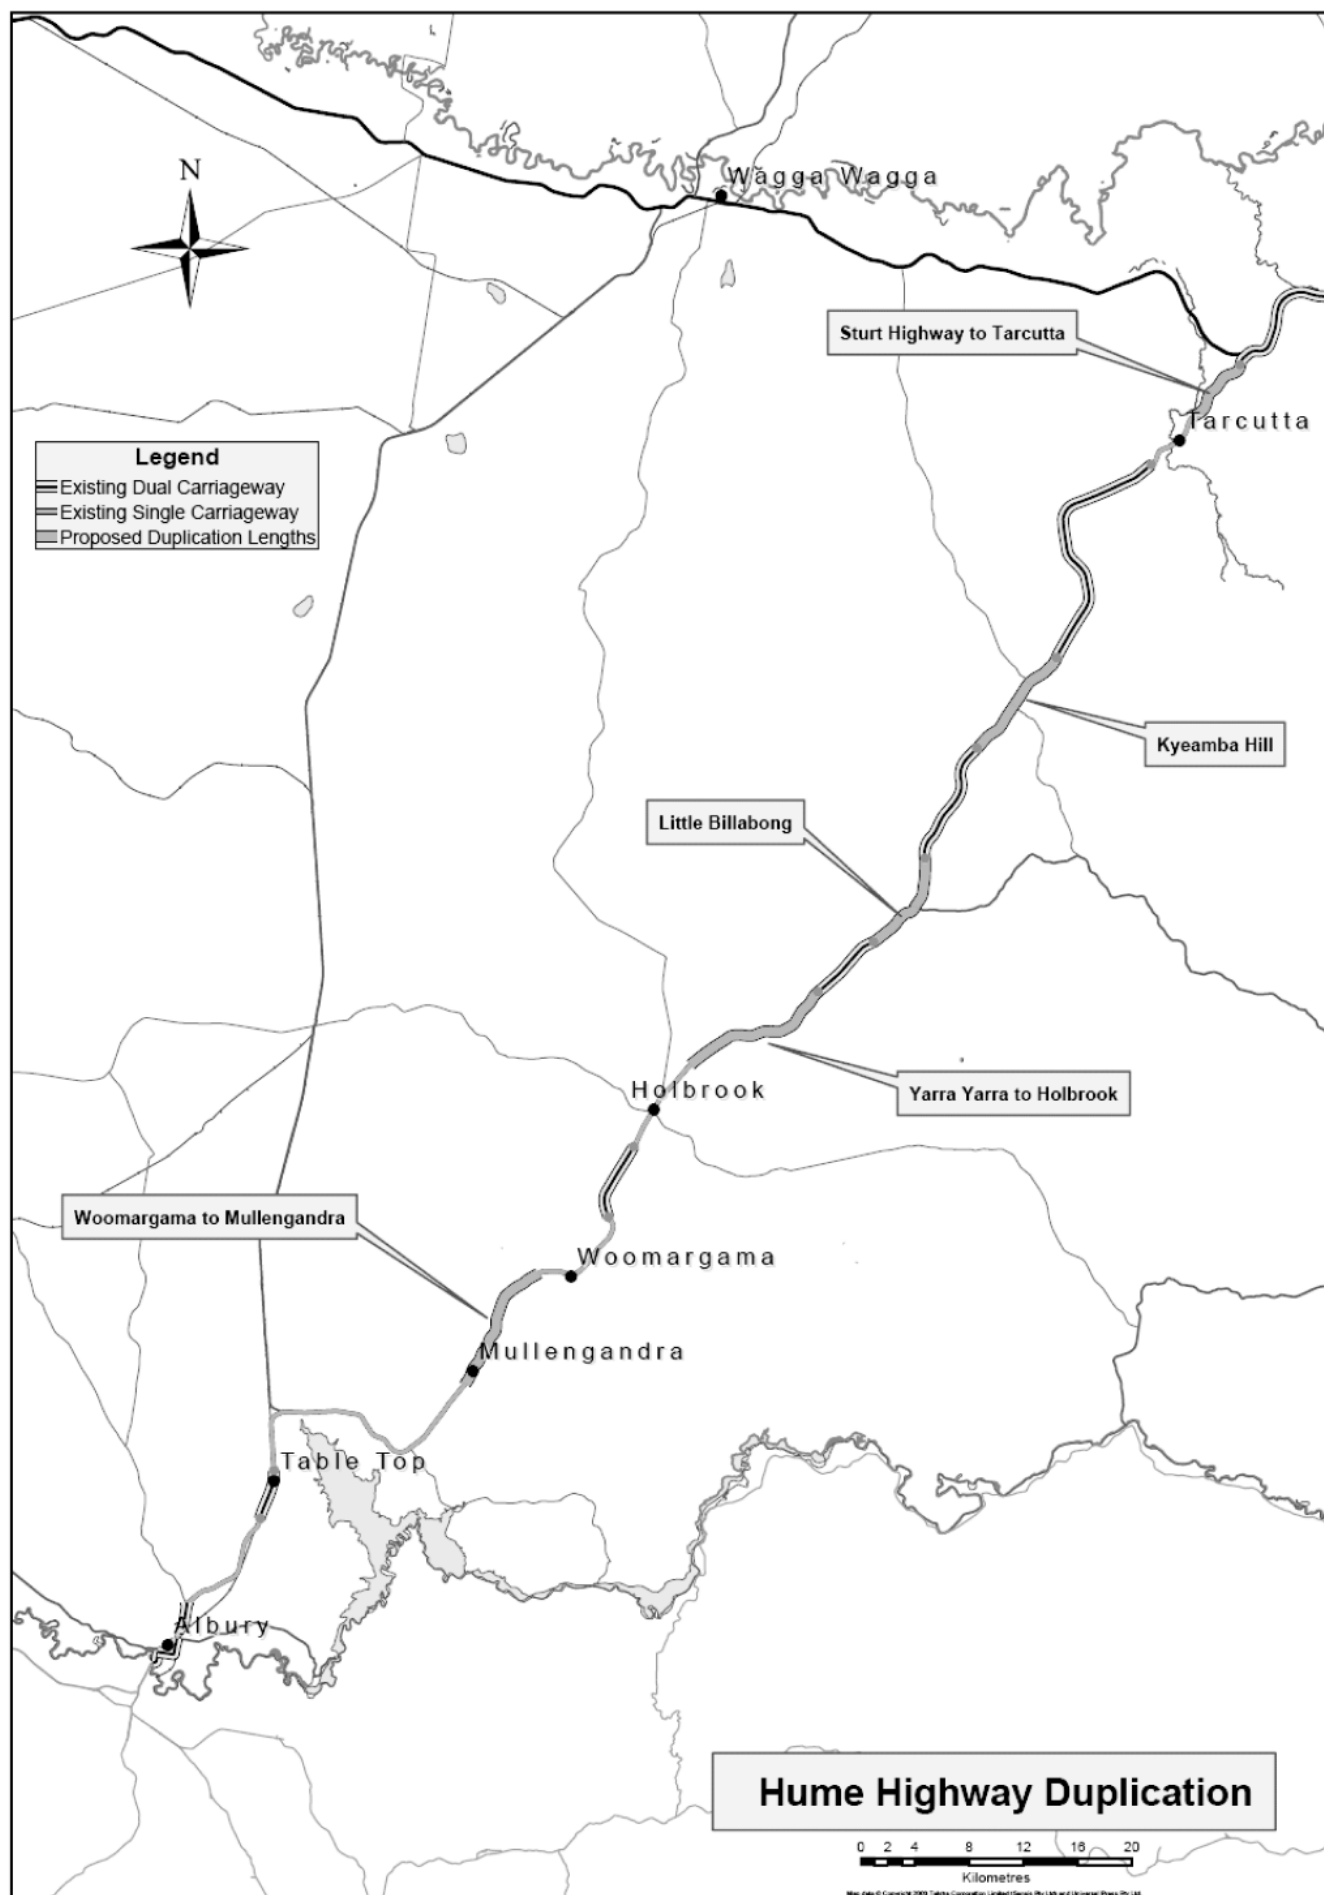 N
Wagga Wagga
Sturt Highway to Tarcutta
Tarcutta
Legend
Existing Dual Carriageway
Existing Single Carriageway
Proposed Duplication Lengths
Kyeamba Hill
Little Billabong
Holbrook
Yarra Yarra to Holbrook
Woomargama to Mullengandra
Woomargama
Mullengandra
Table Top
Albury
Hume Highway Duplication
0 2 4 8 12 16 20
Kilometres